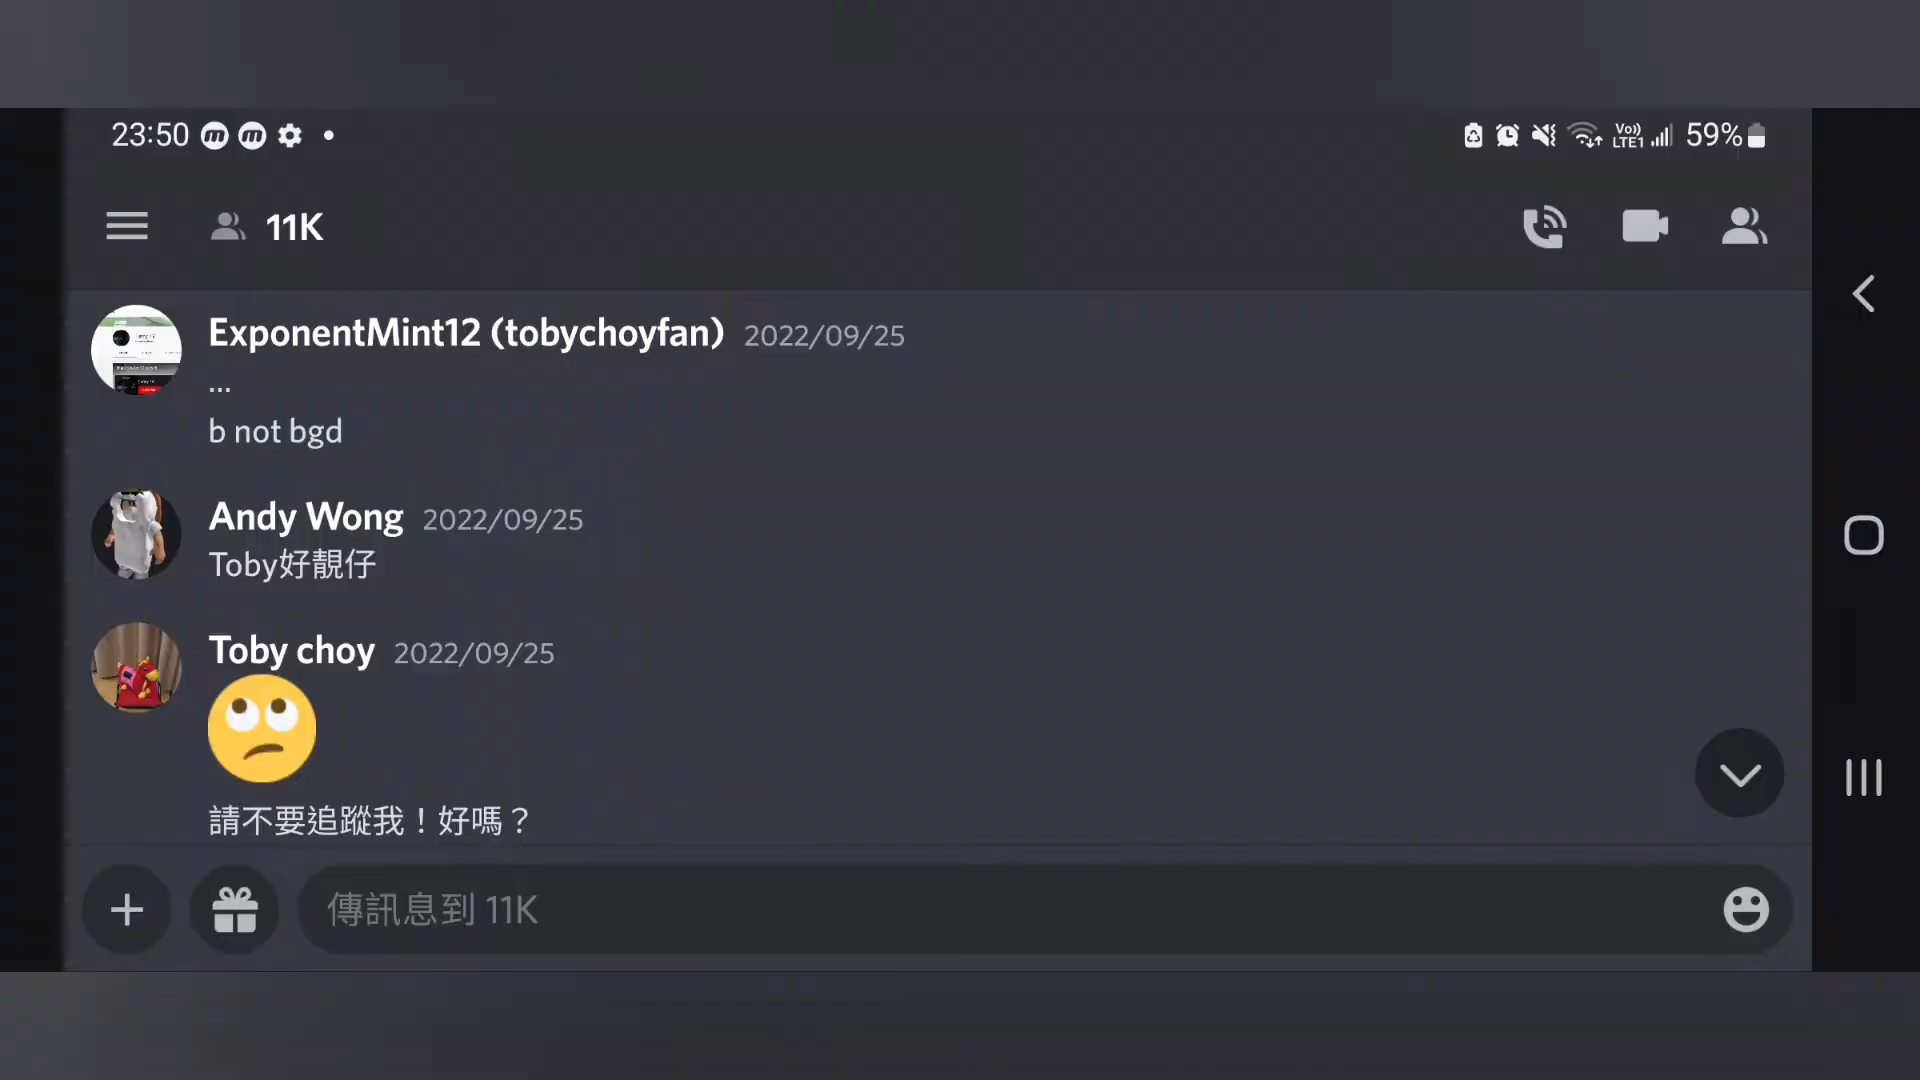 23:50
Vo)) LTE1 59%
11K
ExponentMint12 (tobychoyfan) 2022/09/25
...
b not bgd
Andy Wong 2022/09/25
Toby好靚仔
Toby choy 2022/09/25
請不要追蹤我！好嗎？
傳訊息到 11K